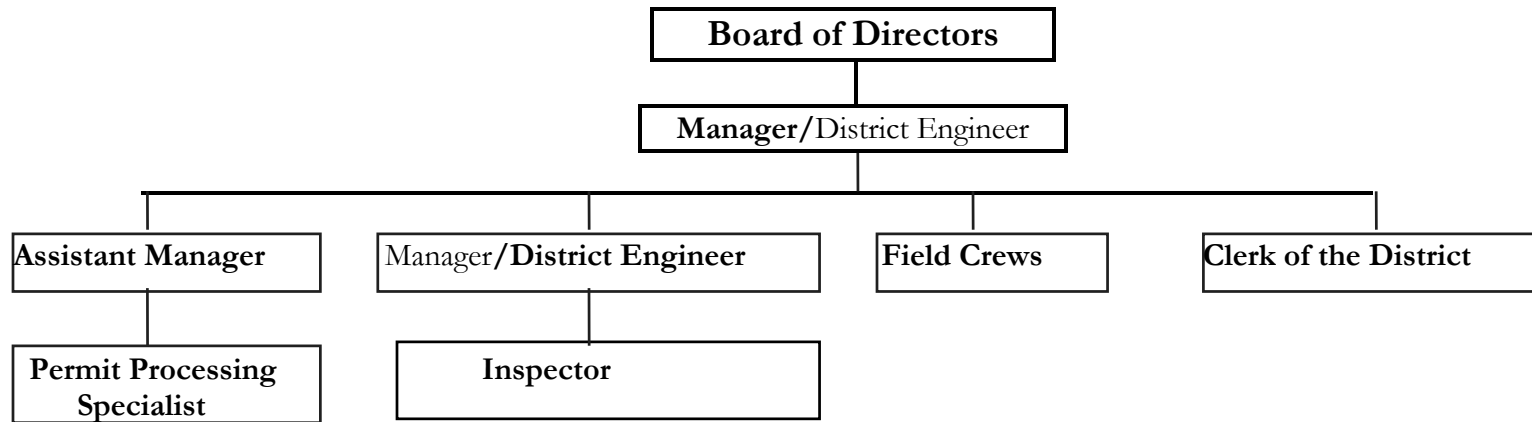 Board of Directors
Manager/District Engineer
Assistant Manager
Manager/District Engineer
Field Crews
Clerk of the District
Permit Processing
Specialist
Inspector